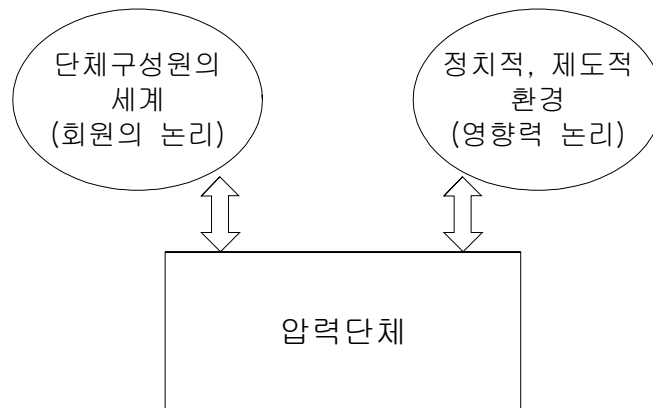 단체구성원의
세계
(회원의 논리)
정치적, 제도적
환경
(영향력 논리)
압력단체